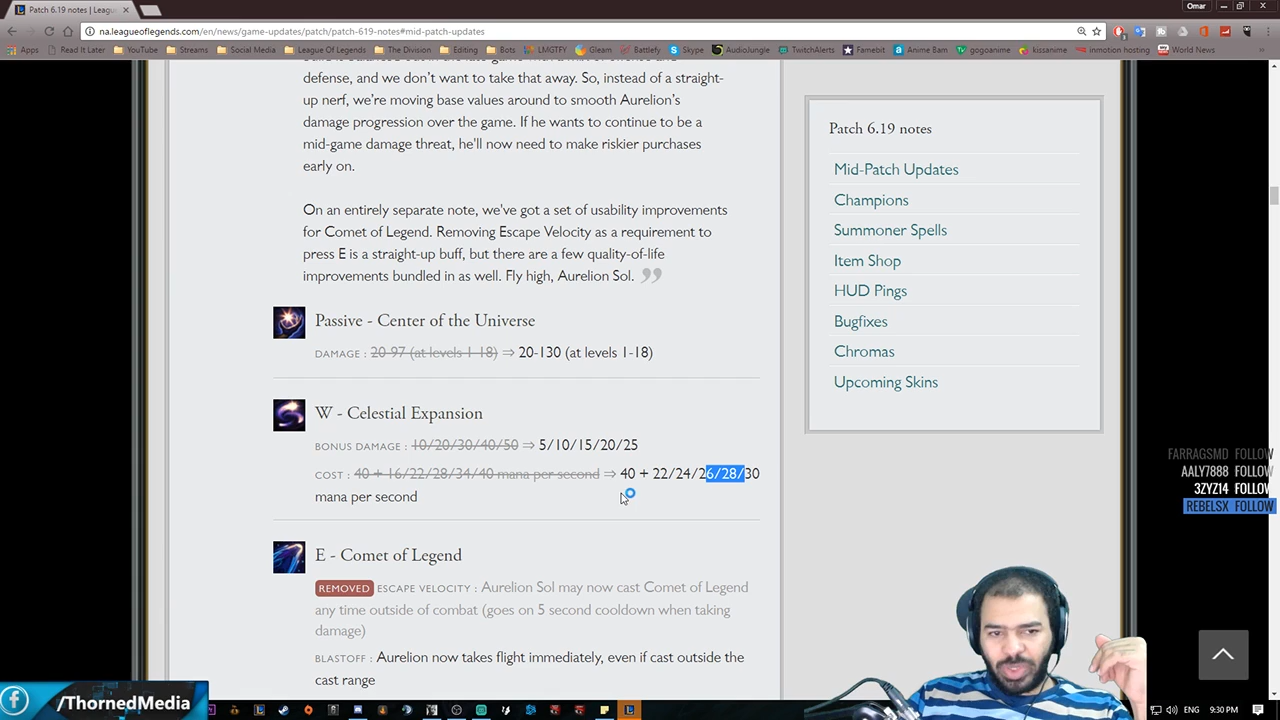 Patch 6.19 notes | Leagu
Omar
na.leagueoflegends.com/en/news/game-updates/patch/patch-619-notes#mid-patch-updates
Apps Read It Later YouTube Streams Social Media League Of Legends The Division Editing Bots LMGTFY Gleam Battlefy Skype AudioJungle TwitchAlerts Famebit Anime Bam gogoanime kissanime inmotion hosting World News
defense, and we don't want to take that away. So, instead of a straight-
up nerf, we're moving base values around to smooth Aurelion's
damage progression over the game. If he wants to continue to be a
mid-game damage threat, he'll now need to make riskier purchases
early on.
On an entirely separate note, we've got a set of usability improvements
for Comet of Legend. Removing Escape Velocity as a requirement to
press E is a straight-up buff, but there are a few quality-of-life
improvements bundled in as well. Fly high, Aurelion Sol. ”
Passive - Center of the Universe
DAMAGE : 20-97 (at levels 1-18) ⇒ 20-130 (at levels 1-18)
W - Celestial Expansion
BONUS DAMAGE : 10/20/30/40/50 ⇒ 5/10/15/20/25
COST : 40 + 16/22/28/34/40 mana per second ⇒ 40 + 22/24/26/28/30
mana per second
E - Comet of Legend
REMOVED ESCAPE VELOCITY : Aurelion Sol may now cast Comet of Legend
any time outside of combat (goes on 5 second cooldown when taking
damage)
BLASTOFF : Aurelion now takes flight immediately, even if cast outside the
cast range
Patch 6.19 notes
Mid-Patch Updates
Champions
Summoner Spells
Item Shop
HUD Pings
Bugfixes
Chromas
Upcoming Skins
FARRAGSMD FOLLOW
AALY7888 FOLLOW
3ZYZ14 FOLLOW
REBELSX FOLLOW
/ThornedMedia
ENG 9:30 PM